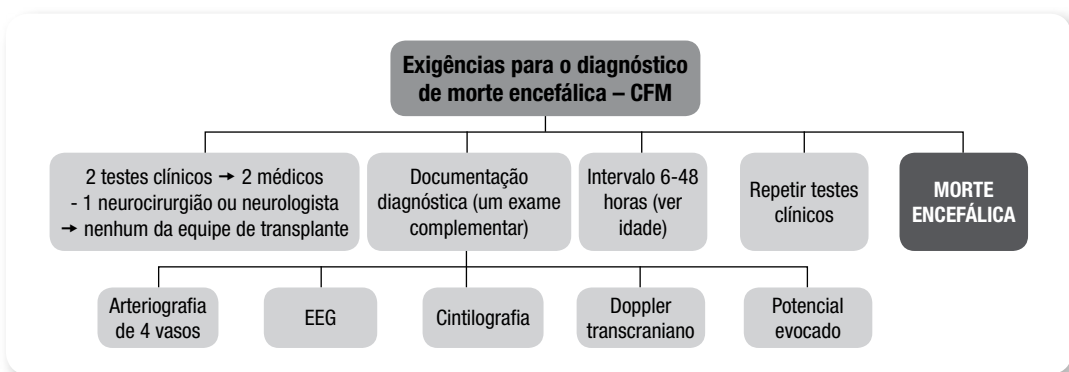 Exigências para o diagnóstico
de morte encefálica – CFM
2 testes clínicos → 2 médicos
- 1 neurocirurgião ou neurologista
→ nenhum da equipe de transplante
Documentação
diagnóstica (um exame
complementar)
Intervalo 6-48
horas (ver
idade)
Repetir testes
clínicos
MORTE
ENCEFÁLICA
Arteriografia
de 4 vasos
EEG
Cintilografia
Doppler
transcraniano
Potencial
evocado